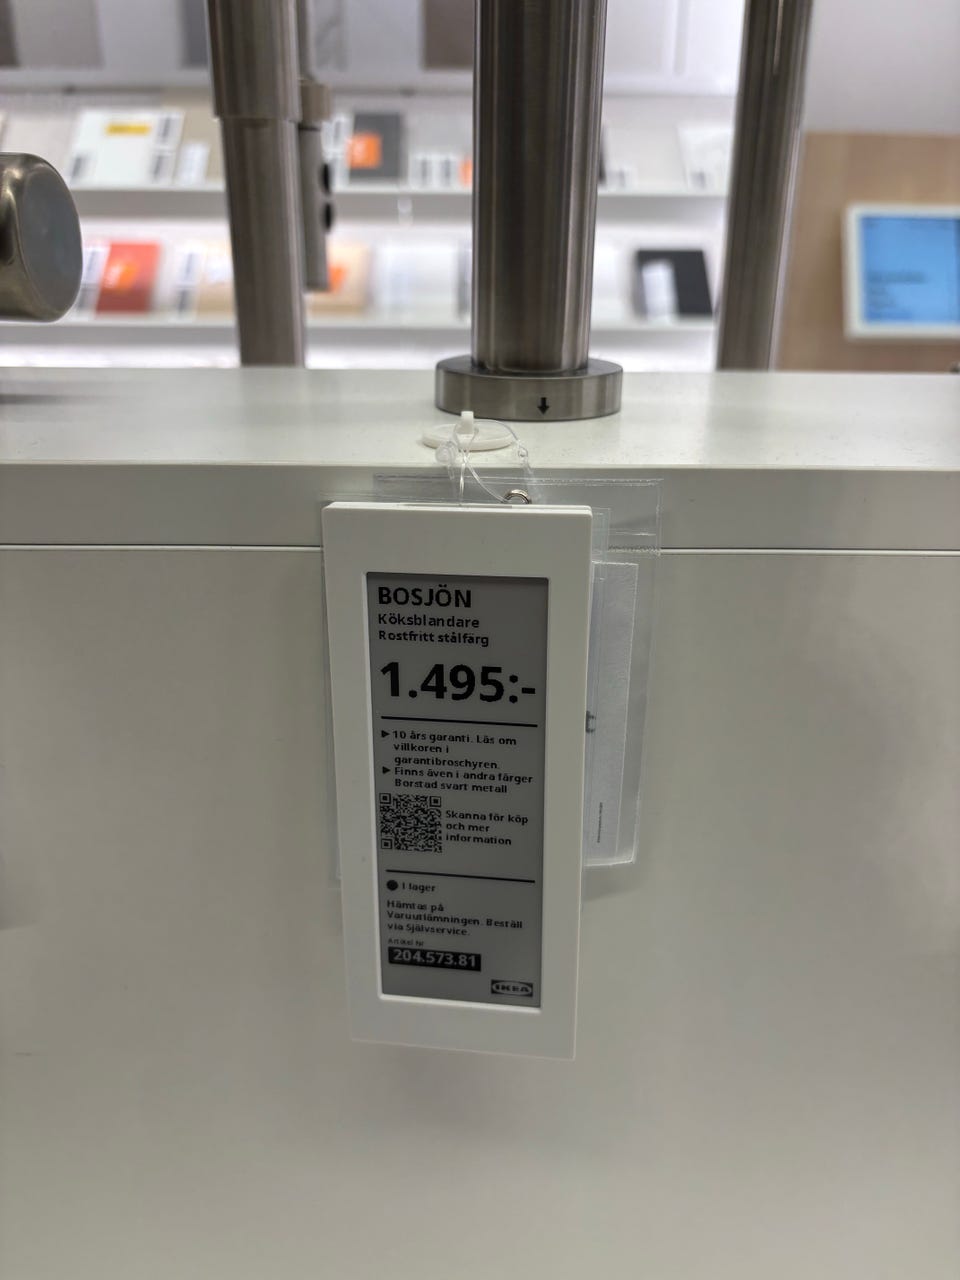 BOSJÖN
Köksblandare
Rostfritt stålfärg
1.495:-
▶ 10 års garanti. Läs om
villkoren i
garantibroschyren.
▶ Finns även i andra färger
Borstad svart metall
Skanna för köp
och mer
information
I lager
Hämtas på
Varuutlämningen. Beställ
via Självservice.
Artikel Nr
204.573.81
IKEA